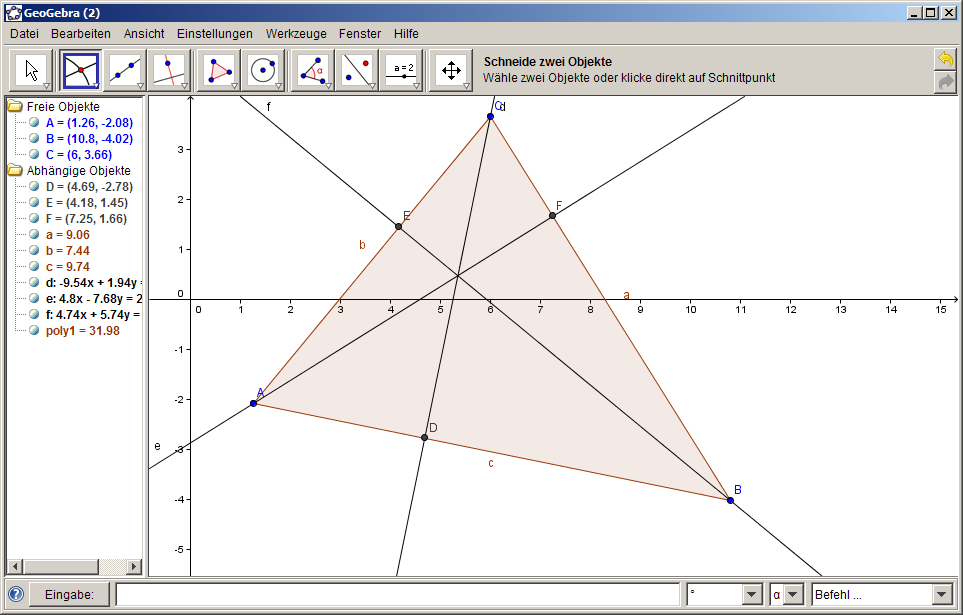 GeoGebra (2)
Datei Bearbeiten Ansicht Einstellungen Werkzeuge Fenster Hilfe
α a = 2
Schneide zwei Objekte
Wähle zwei Objekte oder klicke direkt auf Schnittpunkt
Freie Objekte
A = (1.26, -2.08)
B = (10.8, -4.02)
C = (6, 3.66)
Abhängige Objekte
D = (4.69, -2.78)
E = (4.18, 1.45)
F = (7.25, 1.66)
a = 9.06
b = 7.44
c = 9.74
d: -9.54x + 1.94y =
e: 4.8x - 7.68y = 2
f: 4.74x + 5.74y =
poly1 = 31.98
f C d
3
2
E F
1
b
0
a
0 1 2 3 4 5 6 7 8 9 10 11 12 13 14 15
-1
A
-2
D
e -3
c
B
-4
-5
Eingabe: ° α Befehl ...